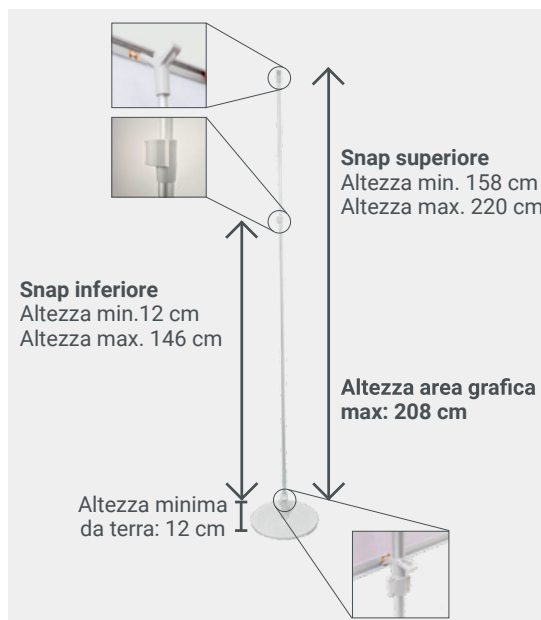 Snap superiore
Altezza min. 158 cm
Altezza max. 220 cm
Snap inferiore
Altezza min.12 cm
Altezza max. 146 cm
Altezza area grafica
max: 208 cm
Altezza minima
da terra: 12 cm